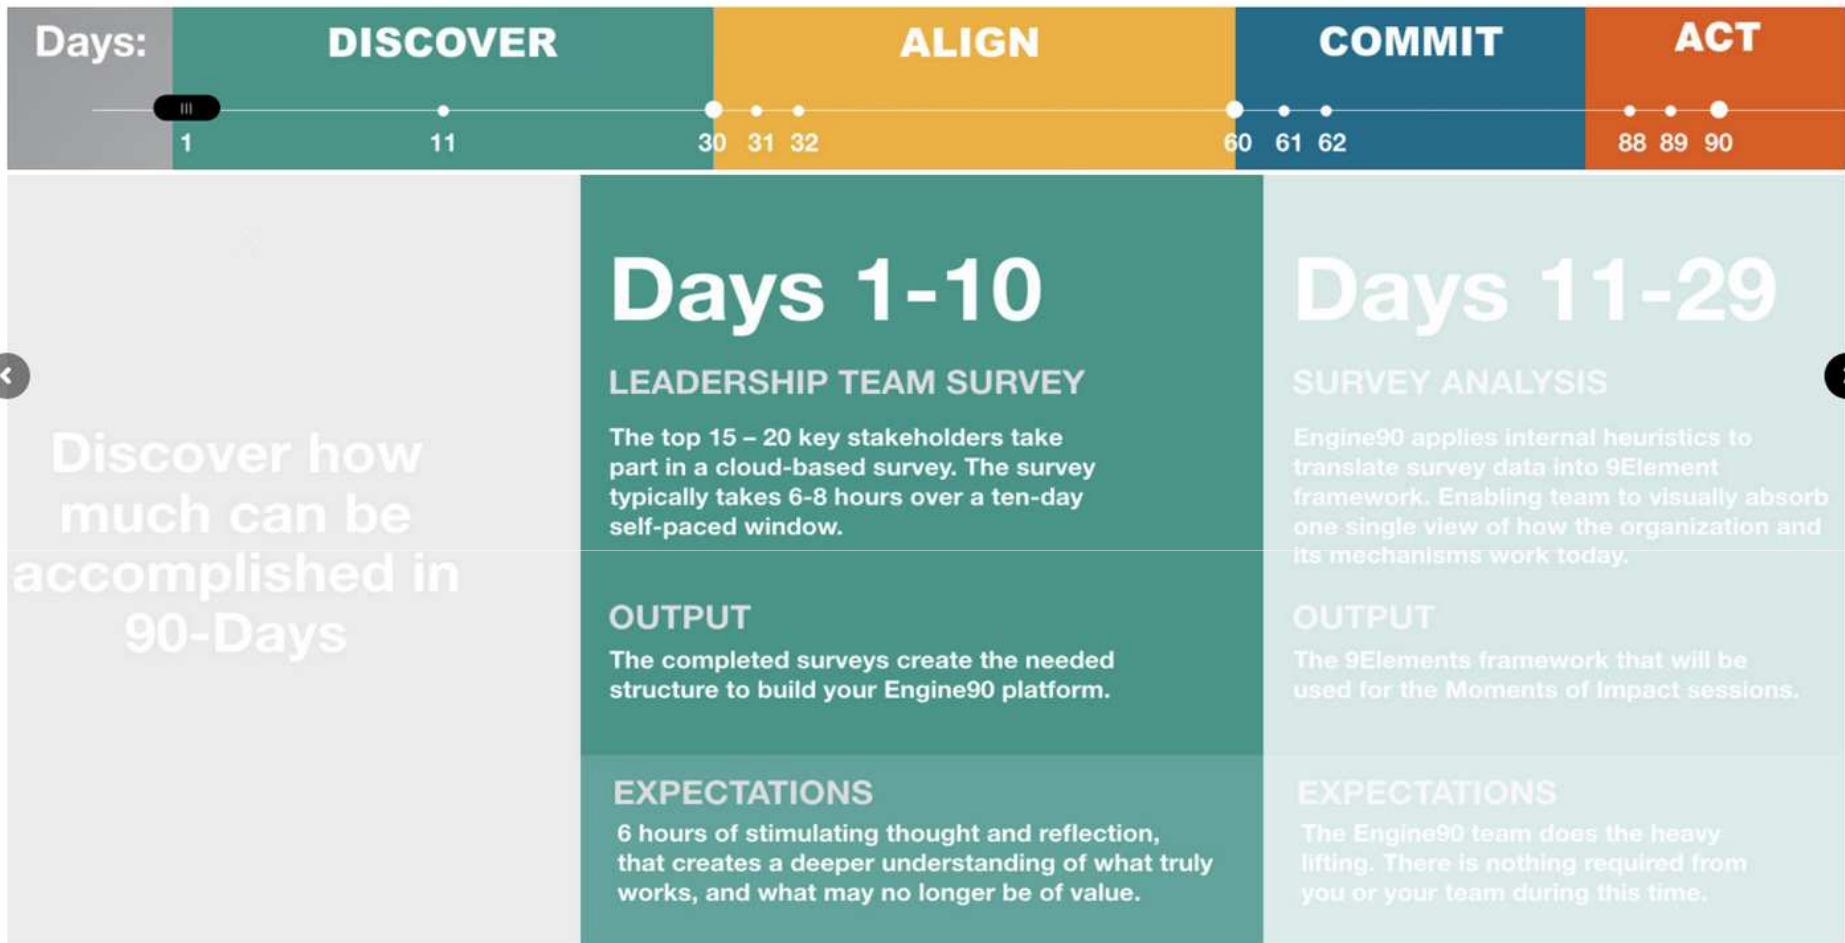 Days:
DISCOVER
ALIGN
COMMIT
ACT
1 11 30 31 32 60 61 62 88 89 90
Discover how
much can be
accomplished in
90-Days
Days 1-10
LEADERSHIP TEAM SURVEY
The top 15 – 20 key stakeholders take
part in a cloud-based survey. The survey
typically takes 6-8 hours over a ten-day
self-paced window.
OUTPUT
The completed surveys create the needed
structure to build your Engine90 platform.
EXPECTATIONS
6 hours of stimulating thought and reflection,
that creates a deeper understanding of what truly
works, and what may no longer be of value.
Days 11-29
SURVEY ANALYSIS
Engine90 applies internal heuristics to
translate survey data into 9Element
framework. Enabling team to visually absorb
one single view of how the organization and
its mechanisms work today.
OUTPUT
The 9Elements framework that will be
used for the Moments of Impact sessions.
EXPECTATIONS
The Engine90 team does the heavy
lifting. There is nothing required from
you or your team during this time.